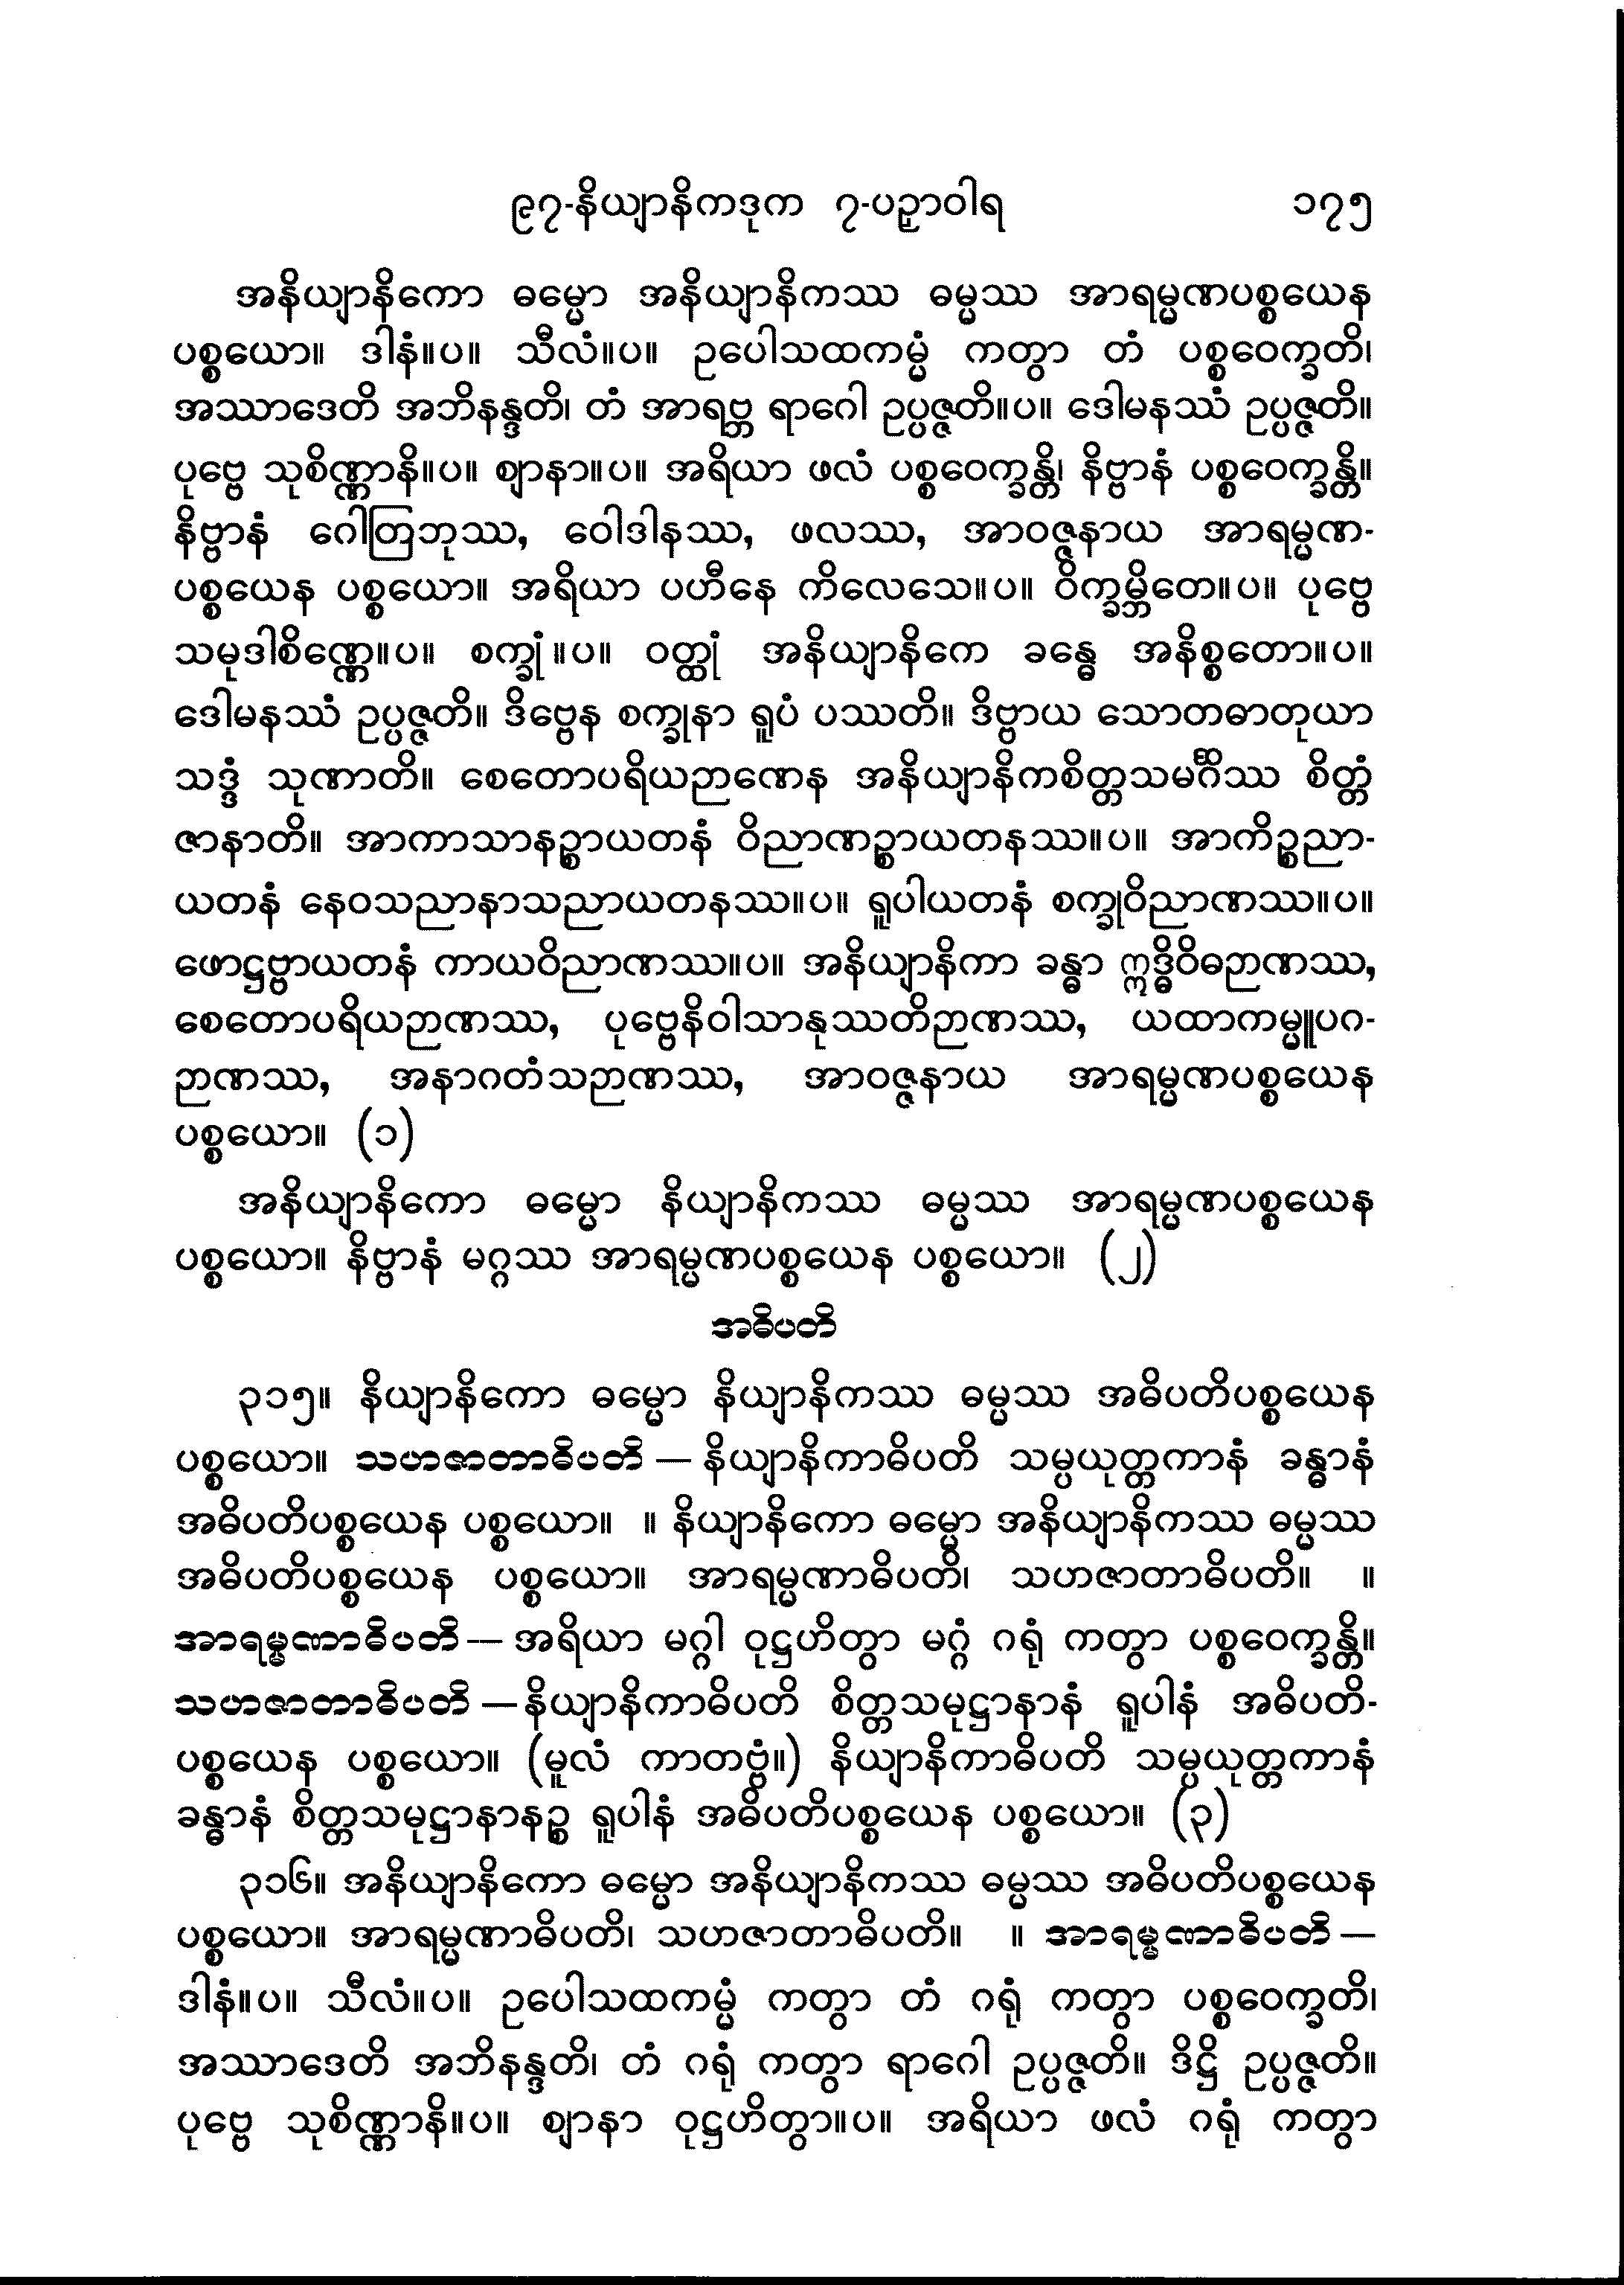 ၉၇-နိယျာနိကဒုက ၇-ပဉှာဝါရ ၁၇၅
အနိယျာနိကော ဓမ္မော အနိယျာနိကဿ ဓမ္မဿ အာရမ္မဏပစ္စယေန
ပစ္စယော။ ဒါနံ။ပ။ သီလံ။ပ။ ဥပေါသထကမ္မံ ကတွာ တံ ပစ္စဝေက္ခတိ၊
အဿာဒေတိ အဘိနန္ဒတိ၊ တံ အာရဗ္ဘ ရာဂေါ ဥပ္ပဇ္ဇတိ။ပ။ ဒေါမနဿံ ဥပ္ပဇ္ဇတိ။
ပုဗ္ဗေ သုစိဏ္ဏာနိ။ပ။ ဈာနာ။ပ။ အရိယာ ဖလံ ပစ္စဝေက္ခန္တိ၊ နိဗ္ဗာနံ ပစ္စဝေက္ခန္တိ။
နိဗ္ဗာနံ ဂေါတြဘုဿ, ဝေါဒါနဿ, ဖလဿ, အာဝဇ္ဇနာယ အာရမ္မဏ-
ပစ္စယေန ပစ္စယော။ အရိယာ ပဟီနေ ကိလေသေ။ပ။ ဝိက္ခမ္ဘိတေ။ပ။ ပုဗ္ဗေ
သမုဒါစိဏ္ဏေ။ပ။ စက္ခုံ။ပ။ ဝတ္ထုံ အနိယျာနိကေ ခန္ဓေ အနိစ္စတော။ပ။
ဒေါမနဿံ ဥပ္ပဇ္ဇတိ။ ဒိဗ္ဗေန စက္ခုနာ ရူပံ ပဿတိ။ ဒိဗ္ဗာယ သောတဓာတုယာ
သဒ္ဒံ သုဏာတိ။ စေတောပရိယဉာဏေန အနိယျာနိကစိတ္တသမင်္ဂိဿ စိတ္တံ
ဇာနာတိ။ အာကာသာနဉ္စာယတနံ ဝိညာဏဉ္စာယတနဿ။ပ။ အာကိဉ္စညာ-
ယတနံ နေဝသညာနာသညာယတနဿ။ပ။ ရူပါယတနံ စက္ခုဝိညာဏဿ။ပ။
ဖောဋ္ဌဗ္ဗာယတနံ ကာယဝိညာဏဿ။ပ။ အနိယျာနိကာ ခန္ဓာ ဣဒ္ဓိဝိဓဉာဏဿ,
စေတောပရိယဉာဏဿ, ပုဗ္ဗေနိဝါသာနုဿတိဉာဏဿ, ယထာကမ္မူပဂ-
ဉာဏဿ, အနာဂတံသဉာဏဿ, အာဝဇ္ဇနာယ အာရမ္မဏပစ္စယေန
ပစ္စယော။ (၁)
အနိယျာနိကော ဓမ္မော နိယျာနိကဿ ဓမ္မဿ အာရမ္မဏပစ္စယေန
ပစ္စယော။ နိဗ္ဗာနံ မဂ္ဂဿ အာရမ္မဏပစ္စယေန ပစ္စယော။ (၂)
အဓိပတိ
၃၁၅။ နိယျာနိကော ဓမ္မော နိယျာနိကဿ ဓမ္မဿ အဓိပတိပစ္စယေန
ပစ္စယော။ သဟဇာတာဓိပတိ — နိယျာနိကာဓိပတိ သမ္ပယုတ္တကာနံ ခန္ဓာနံ
အဓိပတိပစ္စယေန ပစ္စယော။ ။ နိယျာနိကော ဓမ္မော အနိယျာနိကဿ ဓမ္မဿ
အဓိပတိပစ္စယေန ပစ္စယော။ အာရမ္မဏာဓိပတိ၊ သဟဇာတာဓိပတိ။ ။
အာရမ္မဏာဓိပတိ — အရိယာ မဂ္ဂါ ဝုဋ္ဌဟိတွာ မဂ္ဂံ ဂရုံ ကတွာ ပစ္စဝေက္ခန္တိ။
သဟဇာတာဓိပတိ — နိယျာနိကာဓိပတိ စိတ္တသမုဋ္ဌာနာနံ ရူပါနံ အဓိပတိ-
ပစ္စယေန ပစ္စယော။ (မူလံ ကာတဗ္ဗံ။) နိယျာနိကာဓိပတိ သမ္ပယုတ္တကာနံ
ခန္ဓာနံ စိတ္တသမုဋ္ဌာနာနဉ္စ ရူပါနံ အဓိပတိပစ္စယေန ပစ္စယော။ (၃)
၃၁၆။ အနိယျာနိကော ဓမ္မော အနိယျာနိကဿ ဓမ္မဿ အဓိပတိပစ္စယေန
ပစ္စယော။ အာရမ္မဏာဓိပတိ၊ သဟဇာတာဓိပတိ။ ။ အာရမ္မဏာဓိပတိ —
ဒါနံ။ပ။ သီလံ။ပ။ ဥပေါသထကမ္မံ ကတွာ တံ ဂရုံ ကတွာ ပစ္စဝေက္ခတိ၊
အဿာဒေတိ အဘိနန္ဒတိ၊ တံ ဂရုံ ကတွာ ရာဂေါ ဥပ္ပဇ္ဇတိ။ ဒိဋ္ဌိ ဥပ္ပဇ္ဇတိ။
ပုဗ္ဗေ သုစိဏ္ဏာနိ။ပ။ ဈာနာ ဝုဋ္ဌဟိတွာ။ပ။ အရိယာ ဖလံ ဂရုံ ကတွာ